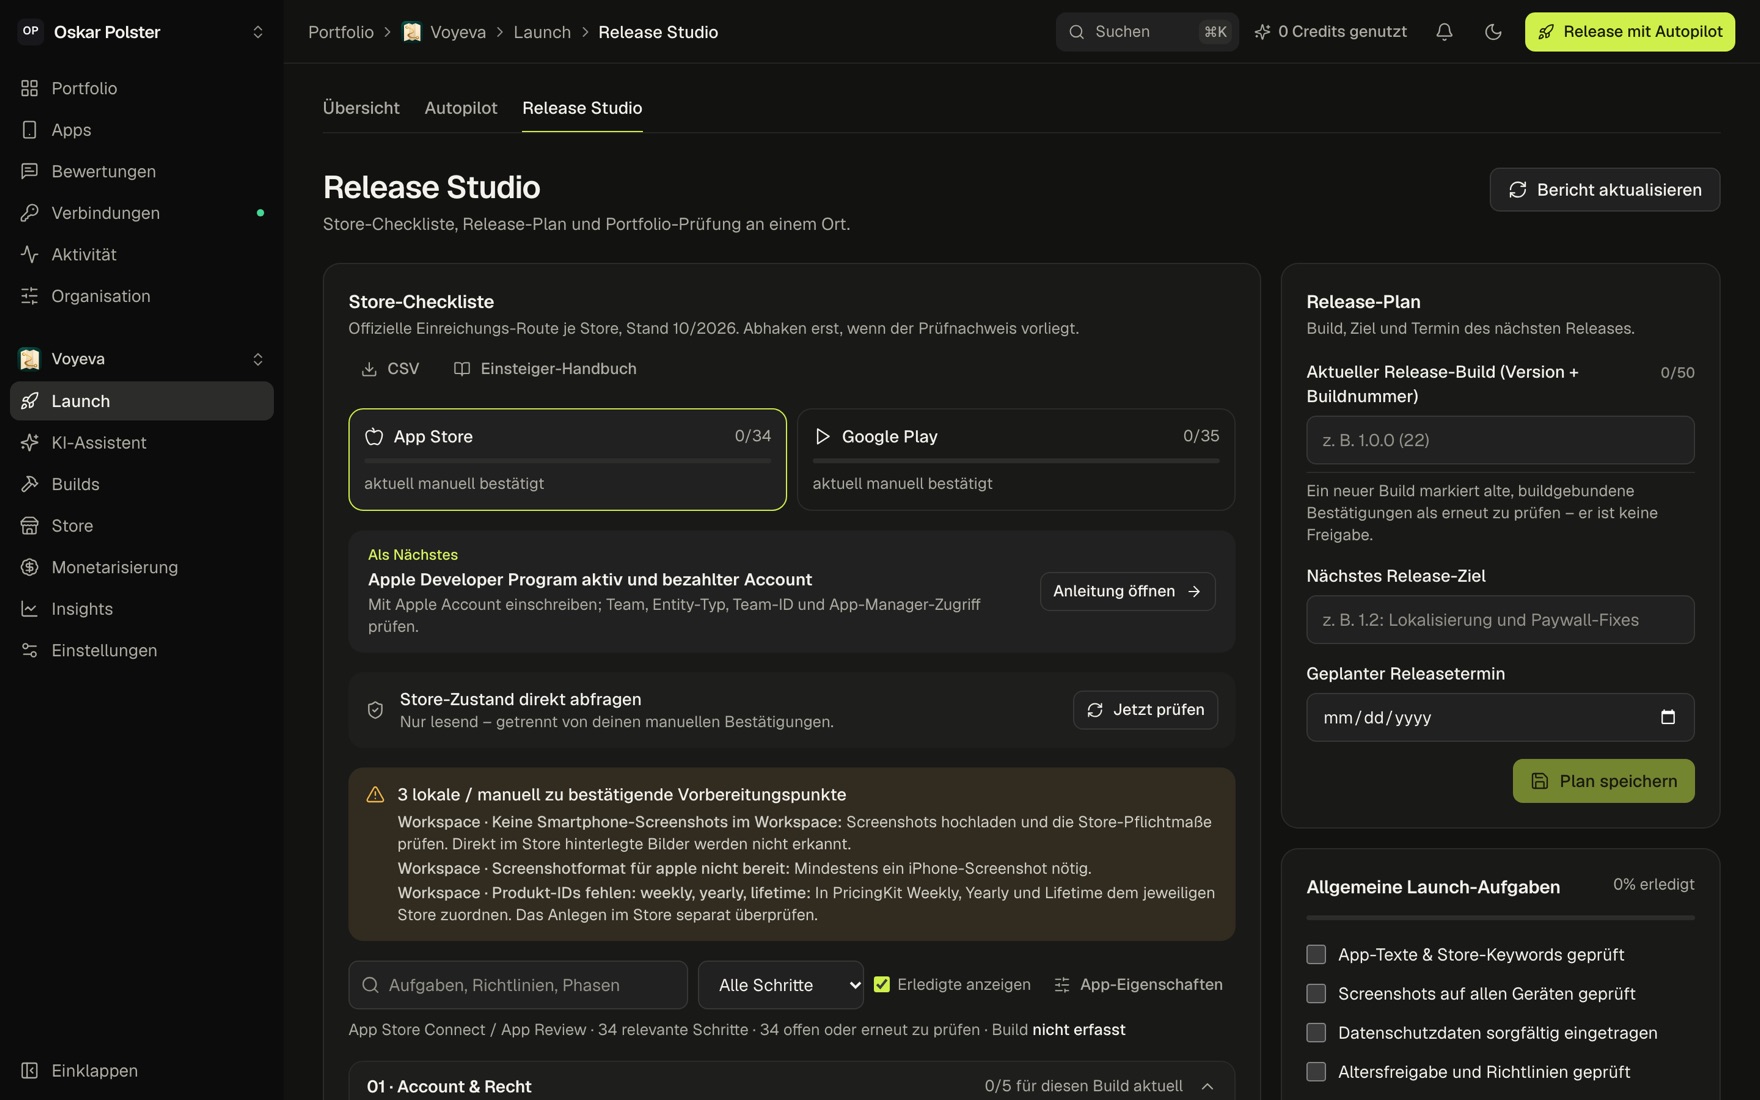 OP Oskar Polster
Portfolio
Apps
Bewertungen
Verbindungen
Aktivität
Organisation
Voyeva
Launch
KI-Assistent
Builds
Store
Monetarisierung
Insights
Einstellungen
Einklappen
Portfolio > Voyeva > Launch > Release Studio
Suchen ⌘K
0 Credits genutzt
Release mit Autopilot
Übersicht Autopilot Release Studio
Release Studio
Store-Checkliste, Release-Plan und Portfolio-Prüfung an einem Ort.
Bericht aktualisieren
Store-Checkliste
Offizielle Einreichungs-Route je Store, Stand 10/2026. Abhaken erst, wenn der Prüfnachweis vorliegt.
CSV Einsteiger-Handbuch
App Store 0/34
aktuell manuell bestätigt
Google Play 0/35
aktuell manuell bestätigt
Als Nächstes
Apple Developer Program aktiv und bezahlter Account
Mit Apple Account einschreiben; Team, Entity-Typ, Team-ID und App-Manager-Zugriff
prüfen.
Anleitung öffnen →
Store-Zustand direkt abfragen
Nur lesend – getrennt von deinen manuellen Bestätigungen.
Jetzt prüfen
3 lokale / manuell zu bestätigende Vorbereitungspunkte
Workspace · Keine Smartphone-Screenshots im Workspace: Screenshots hochladen und die Store-Pflichtmaße
prüfen. Direkt im Store hinterlegte Bilder werden nicht erkannt.
Workspace · Screenshotformat für apple nicht bereit: Mindestens ein iPhone-Screenshot nötig.
Workspace · Produkt-IDs fehlen: weekly, yearly, lifetime: In PricingKit Weekly, Yearly und Lifetime dem jeweiligen
Store zuordnen. Das Anlegen im Store separat überprüfen.
Aufgaben, Richtlinien, Phasen
Alle Schritte
Erledigte anzeigen
App-Eigenschaften
App Store Connect / App Review · 34 relevante Schritte · 34 offen oder erneut zu prüfen · Build nicht erfasst
01 · Account & Recht 0/5 für diesen Build aktuell
Release-Plan
Build, Ziel und Termin des nächsten Releases.
Aktueller Release-Build (Version + 0/50
Buildnummer)
z. B. 1.0.0 (22)
Ein neuer Build markiert alte, buildgebundene
Bestätigungen als erneut zu prüfen – er ist keine
Freigabe.
Nächstes Release-Ziel
z. B. 1.2: Lokalisierung und Paywall-Fixes
Geplanter Releasetermin
mm/dd/yyyy
Plan speichern
Allgemeine Launch-Aufgaben 0% erledigt
App-Texte & Store-Keywords geprüft
Screenshots auf allen Geräten geprüft
Datenschutzdaten sorgfältig eingetragen
Altersfreigabe und Richtlinien geprüft